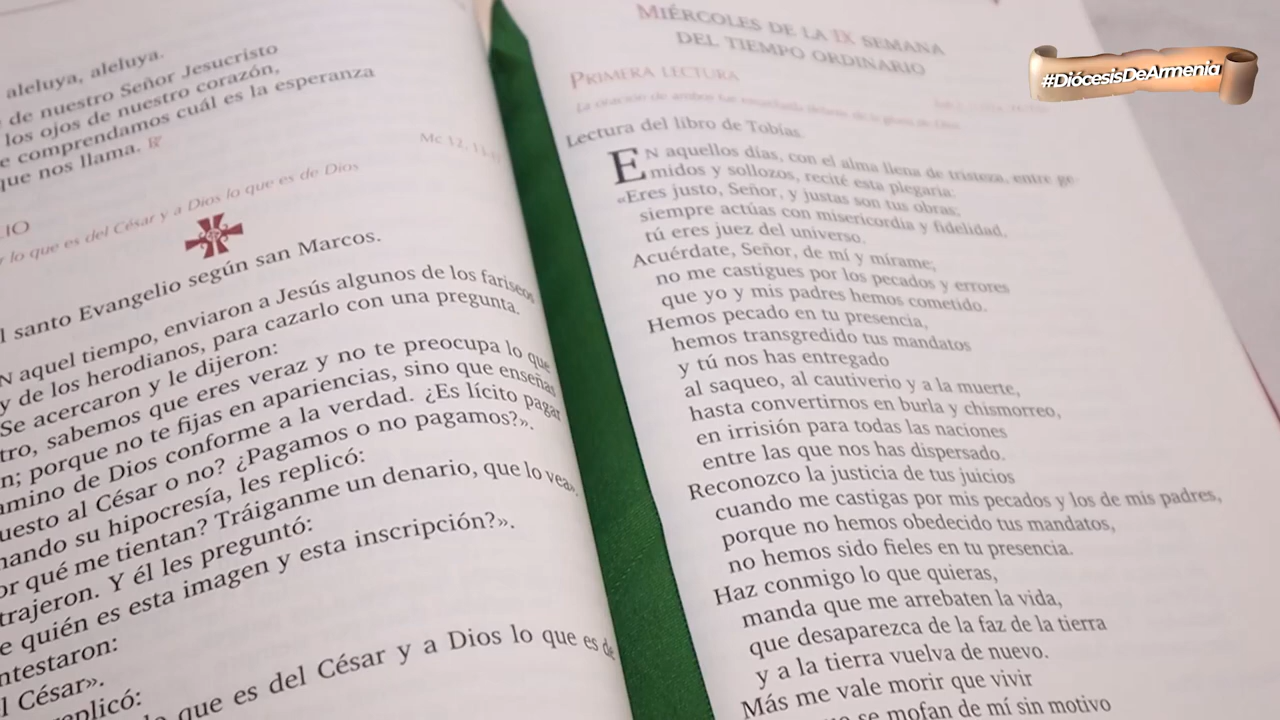 aleluya, aleluya.
de nuestro Señor Jesucristo
los ojos de nuestro corazón,
e comprendamos cuál es la esperanza
que nos llama. R
Mc 12, 13-
IO
r lo que es del César y a Dios lo que es de Dios
l santo Evangelio según san Marcos.
N aquel tiempo, enviaron a Jesús algunos de los fariseos
y de los herodianos, para cazarlo con una pregunta.
Se acercaron y le dijeron:
tro, sabemos que eres veraz y no te preocupa lo que
n; porque no te fijas en apariencias, sino que enseñas
amino de Dios conforme a la verdad. ¿Es lícito pagar
uesto al César o no? ¿Pagamos o no pagamos?».
nando su hipocresía, les replicó:
or qué me tientan? Tráiganme un denario, que lo vea».
trajeron. Y él les preguntó:
e quién es esta imagen y esta inscripción?».
ntestaron:
l César».
replicó:
lo que es del César y a Dios lo que es de
MIÉRCOLES DE LA IX SEMANA
DEL TIEMPO ORDINARIO
PRIMERA LECTURA
Lectura del libro de Tobías.
EN aquellos días, con el alma llena de tristeza, entre ge-
midos y sollozos, recité esta plegaria:
«Eres justo, Señor, y justas son tus obras;
siempre actúas con misericordia y fidelidad,
tú eres juez del universo.
Acuérdate, Señor, de mí y mírame;
no me castigues por los pecados y errores
que yo y mis padres hemos cometido.
Hemos pecado en tu presencia,
hemos transgredido tus mandatos
y tú nos has entregado
al saqueo, al cautiverio y a la muerte,
hasta convertirnos en burla y chismorreo,
en irrisión para todas las naciones
entre las que nos has dispersado.
Reconozco la justicia de tus juicios
cuando me castigas por mis pecados y los de mis padres,
porque no hemos obedecido tus mandatos,
no hemos sido fieles en tu presencia.
Haz conmigo lo que quieras,
manda que me arrebaten la vida,
que desaparezca de la faz de la tierra
y a la tierra vuelva de nuevo.
Más me vale morir que vivir
se mofan de mí sin motivo
#DiócesisDeArmenia